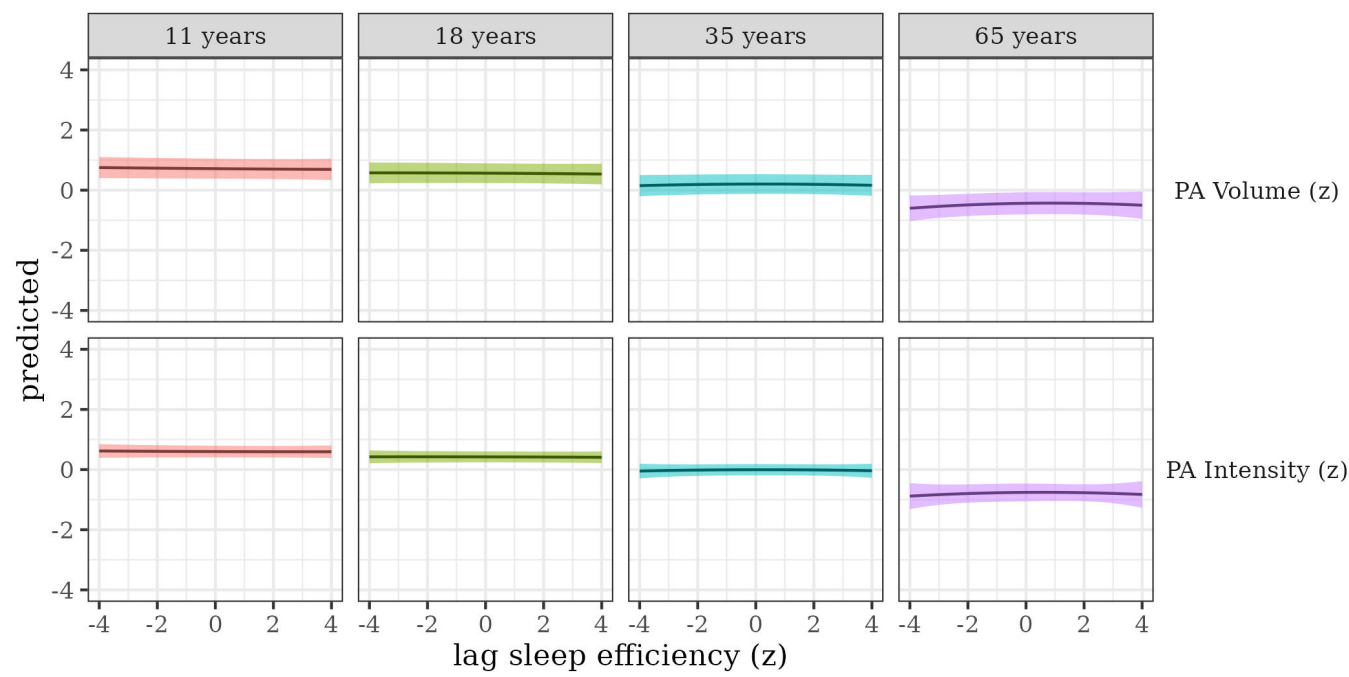 11 years 18 years 35 years 65 years
4
2
0
-2
-4
PA Volume (z)
predicted
4
2
0
-2
-4
PA Intensity (z)
-4 -2 0 2 4 -4 -2 0 2 4 -4 -2 0 2 4 -4 -2 0 2 4
lag sleep efficiency (z)